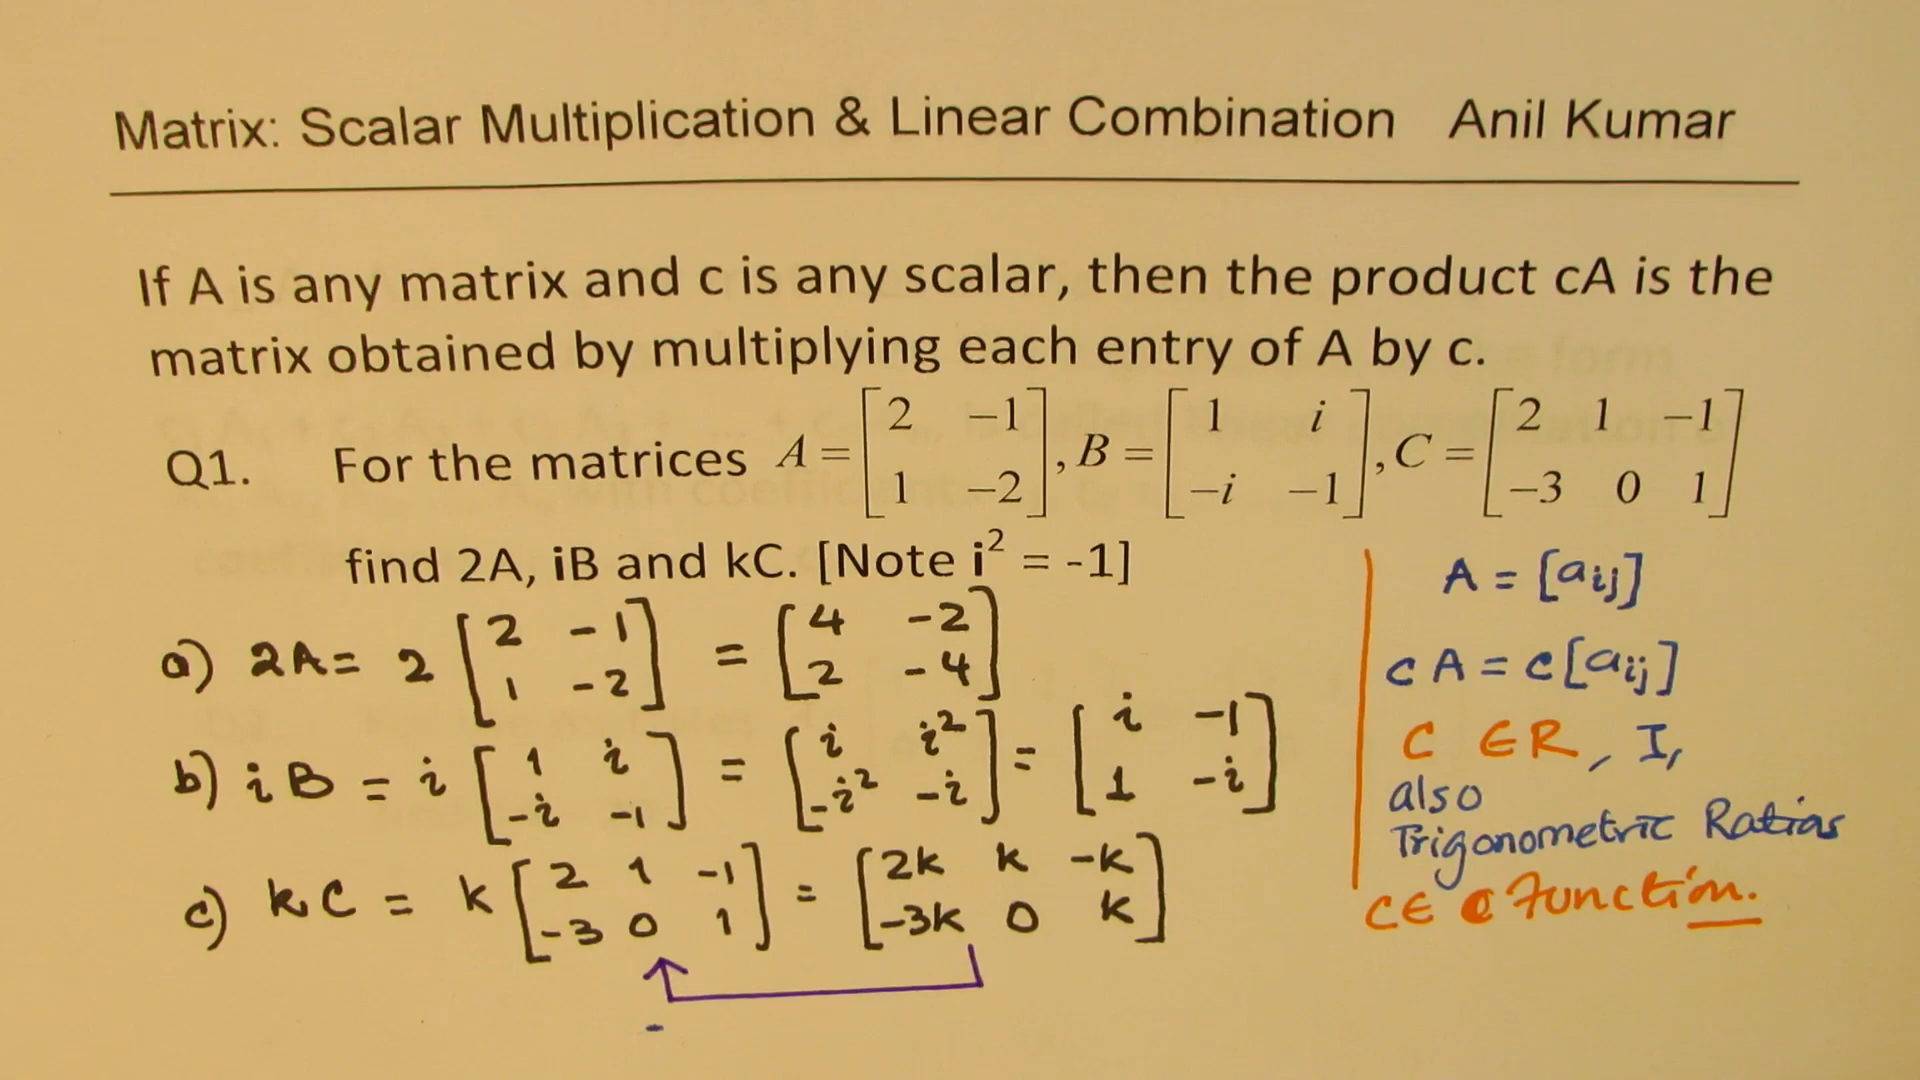 Matrix: Scalar Multiplication & Linear Combination Anil Kumar
If A is any matrix and c is any scalar, then the product cA is the
matrix obtained by multiplying each entry of A by c.
Q1. For the matrices A = [2 −1; 1 −2], B = [1 i; −i −1], C = [2 1 −1; −3 0 1]
find 2A, iB and kC. [Note i² = -1]
a) 2A = 2 [2 -1; 1 -2] = [4 -2; 2 -4]
b) iB = i [1 i; -i -1] = [i i²; -i² -i] = [i -1; 1 -i]
c) kC = k [2 1 -1; -3 0 1] = [2k k -k; -3k 0 k]
A = [aij]
cA = c[aij]
C ∈ R, I,
also
Trigonometric Ratios
C∈ Function.